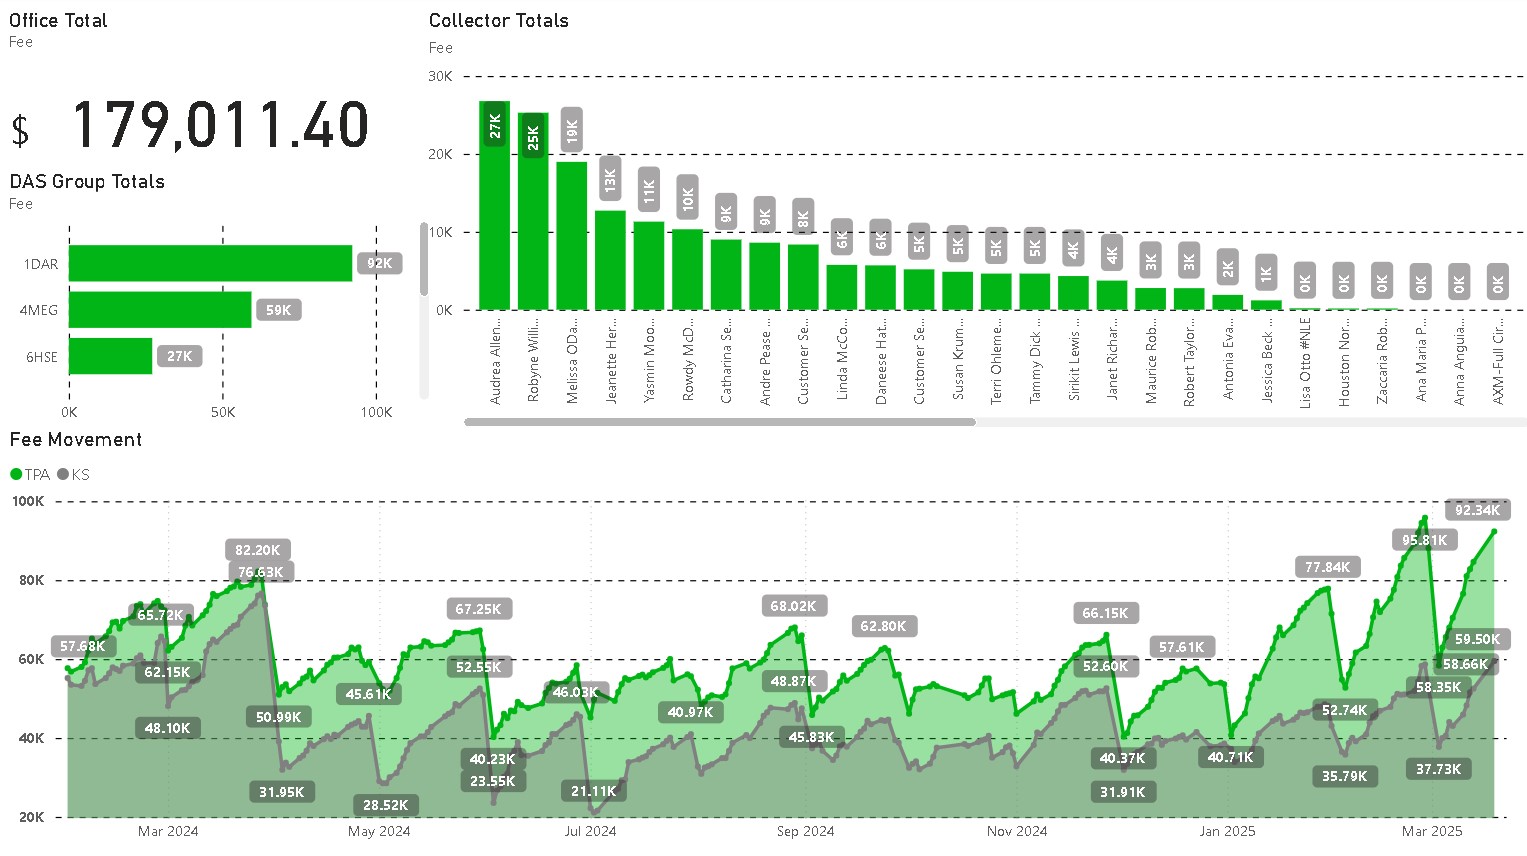 Office Total
Fee
$ 179,011.40
DAS Group Totals
Fee
1DAR
92K
4MEG
59K
6HSE
27K
0K
50K
100K
Collector Totals
Fee
30K
20K
10K
0K
27K
25K
19K
13K
11K
10K
9K
9K
8K
6K
6K
5K
5K
5K
5K
4K
4K
3K
3K
2K
1K
0K
0K
0K
0K
0K
0K
Audrea Allen...
Robyne Willi...
Melissa ODa...
Jeanette Her...
Yasmin Moo...
Rowdy McD...
Catharina Se...
Andre Pease ...
Customer Se...
Linda McCo...
Daneese Hat...
Customer Se...
Susan Krum...
Terri Ohleme...
Tammy Dick ...
Sirikit Lewis ...
Janet Richar...
Maurice Rob...
Robert Taylor...
Antonia Eva...
Jessica Beck ...
Lisa Otto #NLE
Houston Nor...
Zaccaria Rob...
Ana Maria P...
Anna Anguia...
AXM-Full Cir...
Fee Movement
TPA KS
100K
80K
60K
40K
20K
57.68K
65.72K
62.15K
48.10K
82.20K
76.63K
50.99K
31.95K
45.61K
28.52K
67.25K
52.55K
40.23K
23.55K
46.03K
21.11K
40.97K
68.02K
48.87K
45.83K
62.80K
66.15K
52.60K
40.37K
31.91K
57.61K
40.71K
77.84K
52.74K
35.79K
95.81K
58.35K
37.73K
92.34K
59.50K
58.66K
Mar 2024
May 2024
Jul 2024
Sep 2024
Nov 2024
Jan 2025
Mar 2025